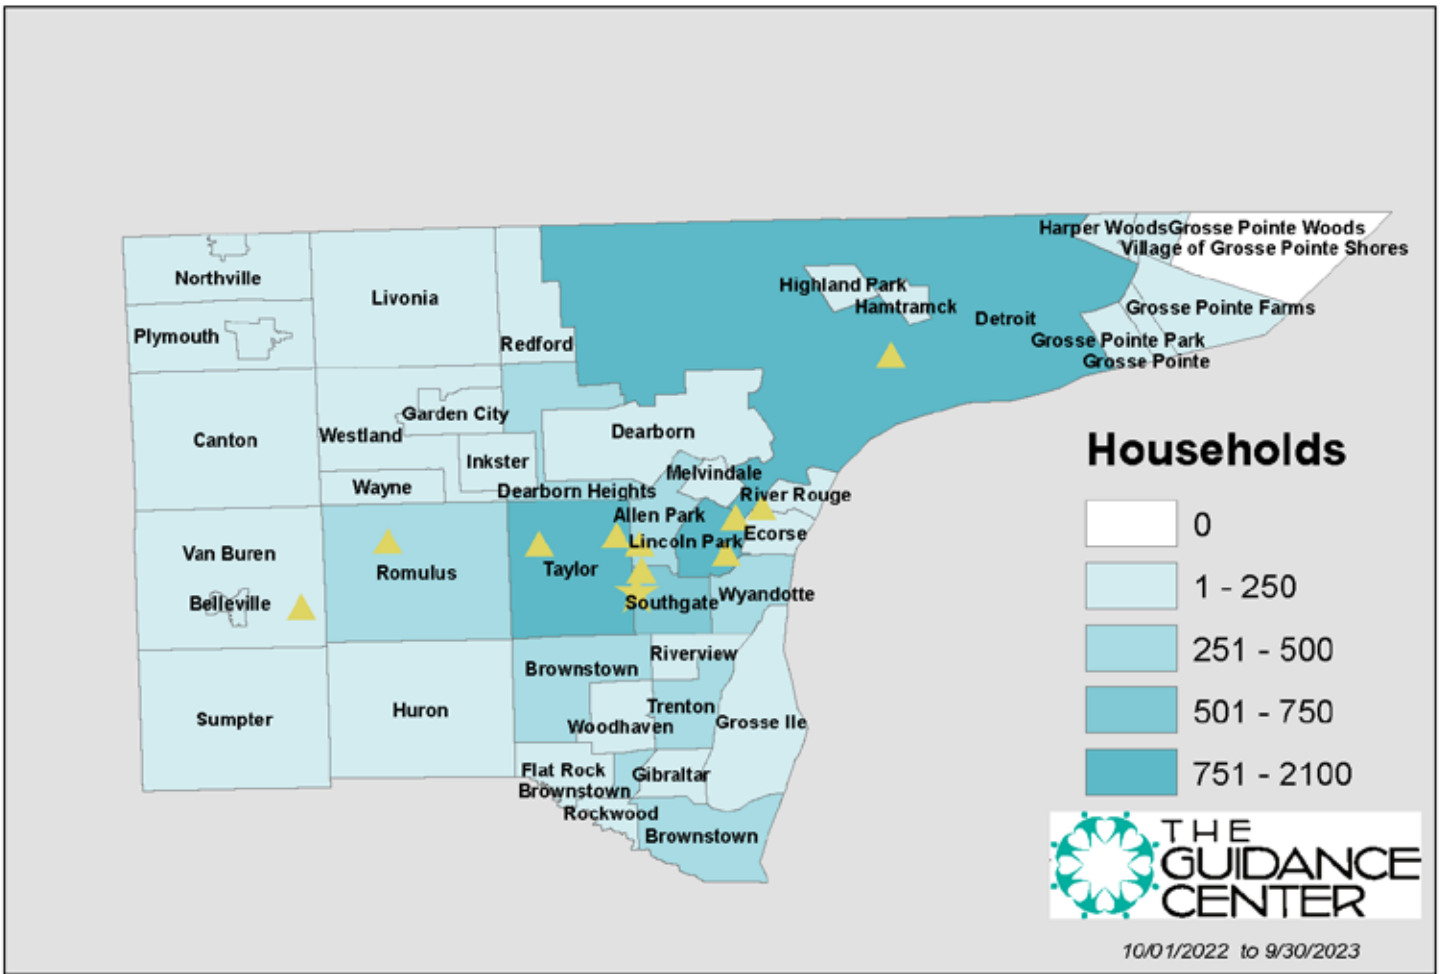 Harper Woods
Grosse Pointe Woods
Village of Grosse Pointe Shores
Northville
Highland Park
Livonia
Hamtramck
Grosse Pointe Farms
Detroit
Plymouth
Redford
Grosse Pointe Park
Grosse Pointe
Garden City
Canton
Westland
Dearborn
Inkster
Melvindale
Wayne
Dearborn Heights
River Rouge
Allen Park
Ecorse
Lincoln Park
Van Buren
Romulus
Taylor
Belleville
Southgate
Wyandotte
Brownstown
Riverview
Sumpter
Huron
Trenton
Woodhaven
Grosse Ile
Flat Rock
Gibraltar
Brownstown
Rockwood
Brownstown
Households
0
1 - 250
251 - 500
501 - 750
751 - 2100
THE
GUIDANCE
CENTER
10/01/2022 to 9/30/2023